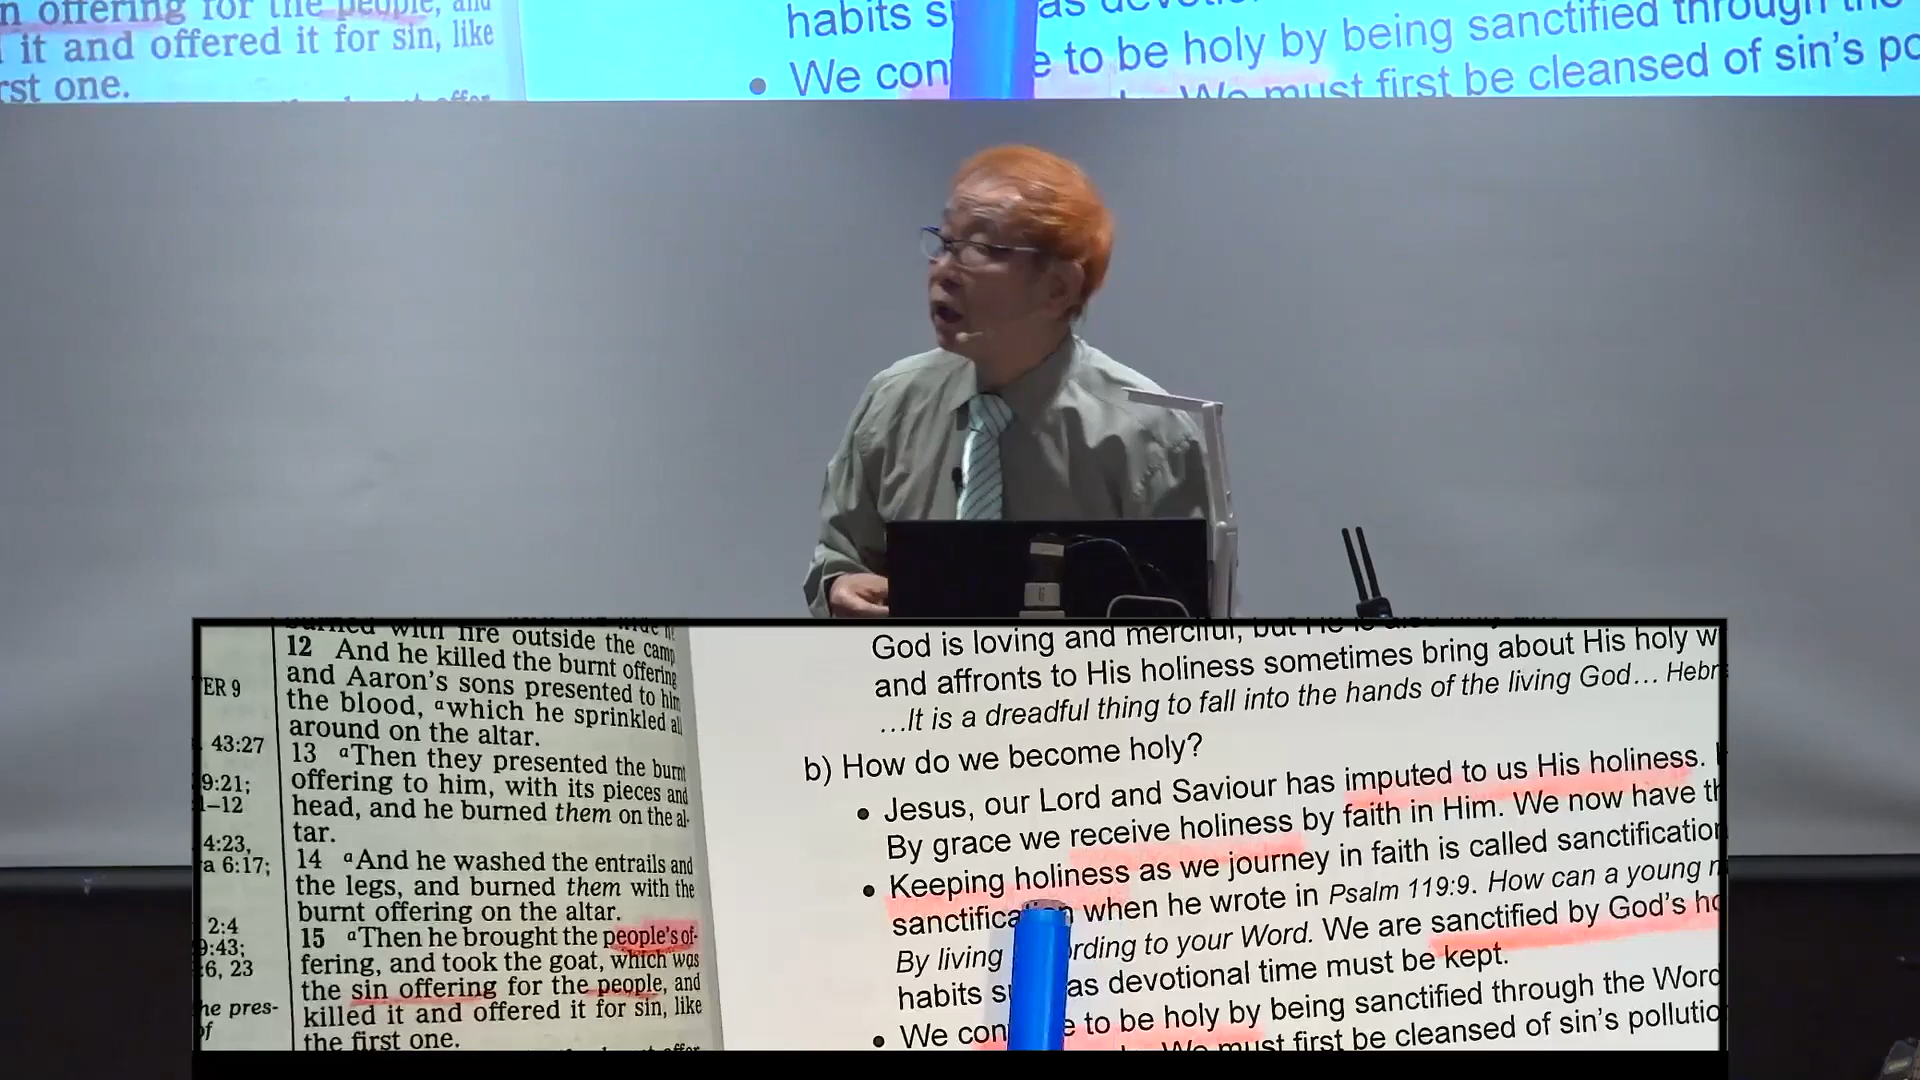 n offering for the people, and
it and offered it for sin, like
rst one.
habits s as
We con e to be holy by being sanctified through the
We must first be cleansed of sin's po
burned with fire outside the camp
12 And he killed the burnt offering
and Aaron's sons presented to him
the blood, a which he sprinkled all
around on the altar.
13 a Then they presented the burnt
offering to him, with its pieces and
head, and he burned them on the al-
tar.
14 a And he washed the entrails and
the legs, and burned them with the
burnt offering on the altar.
15 a Then he brought the people's of-
fering, and took the goat, which was
the sin offering for the people, and
killed it and offered it for sin, like
the first one.
ER 9
43:27
9:21;
1–12
4:23,
a 6:17;
2:4
9:43;
6, 23
he pres-
of
God is loving and merciful, but He is also
and affronts to His holiness sometimes bring about His holy w
…It is a dreadful thing to fall into the hands of the living God… Hebr
b) How do we become holy?
Jesus, our Lord and Saviour has imputed to us His holiness.
By grace we receive holiness by faith in Him. We now have th
Keeping holiness as we journey in faith is called sanctification
sanctifica n when he wrote in Psalm 119:9. How can a young m
By living rding to your Word. We are sanctified by God's ho
habits s as devotional time must be kept.
We con e to be holy by being sanctified through the Word
We must first be cleansed of sin's pollutio